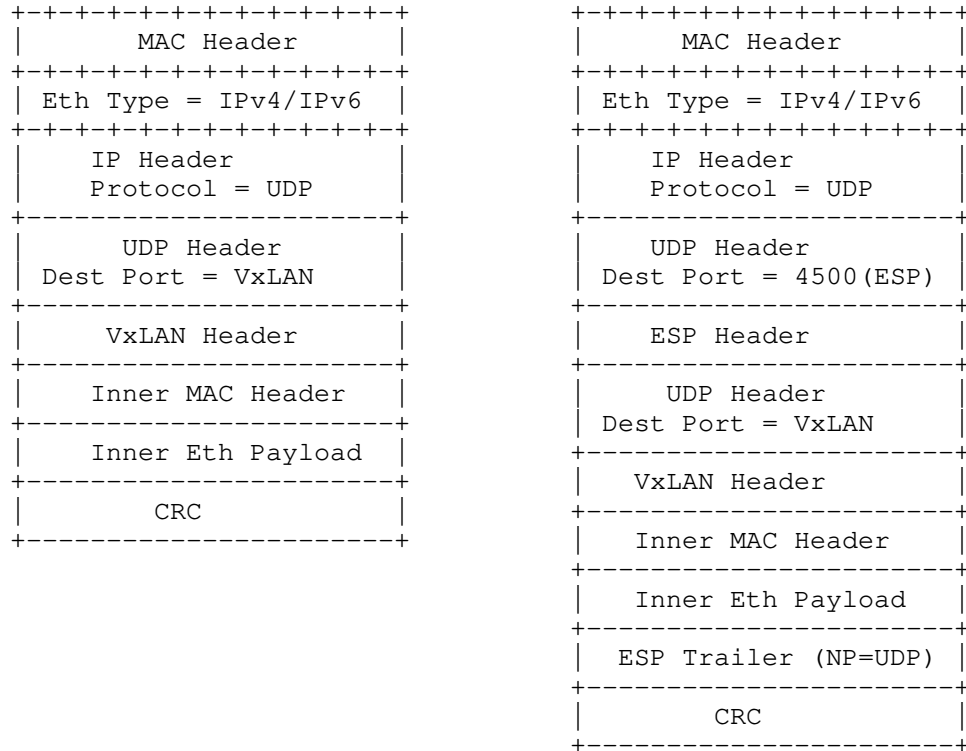 MAC Header
Eth Type = IPv4/IPv6
IP Header
Protocol = UDP
UDP Header
Dest Port = VxLAN
VxLAN Header
Inner MAC Header
Inner Eth Payload
CRC
MAC Header
Eth Type = IPv4/IPv6
IP Header
Protocol = UDP
UDP Header
Dest Port = 4500(ESP)
ESP Header
UDP Header
Dest Port = VxLAN
VxLAN Header
Inner MAC Header
Inner Eth Payload
ESP Trailer (NP=UDP)
CRC